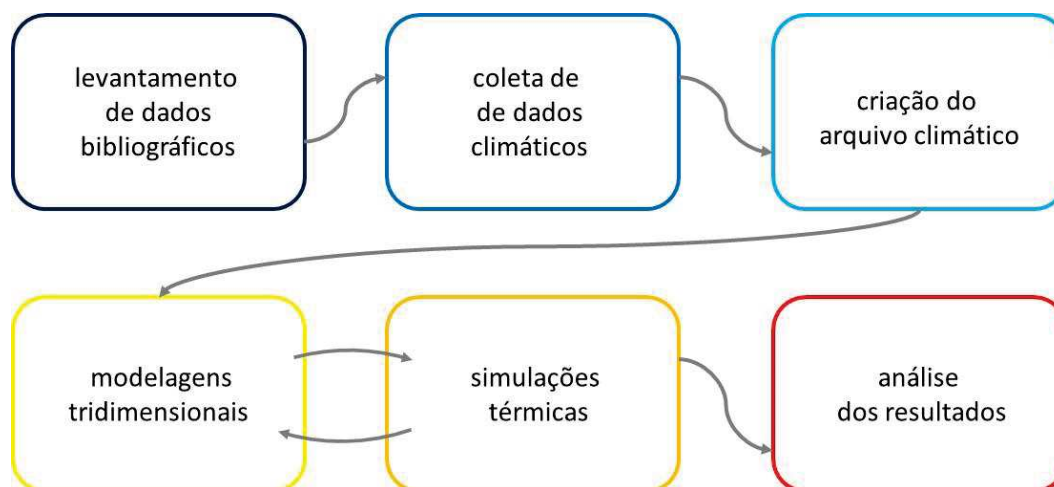 levantamento
de dados
bibliográficos
coleta de
de dados
climáticos
criação do
arquivo climático
modelagens
tridimensionais
simulações
térmicas
análise
dos resultados